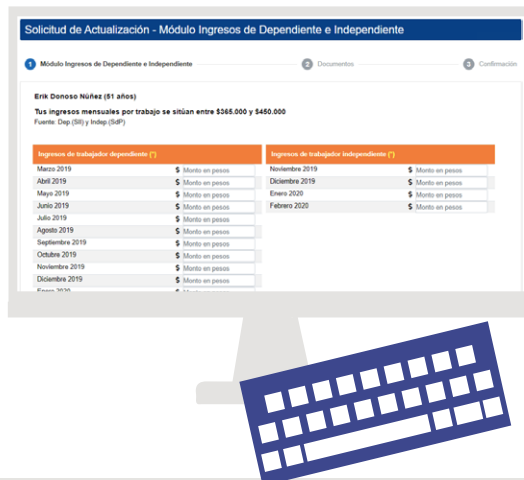 Solicitud de Actualización - Módulo Ingresos de Dependiente e Independiente
1 Módulo Ingresos de Dependiente e Independiente 2 Documentos 3 Confirmación
Erik Donoso Núñez (51 años)
Tus ingresos mensuales por trabajo se sitúan entre $365.000 y $450.000
Fuente: Dep.(SII) y Indep.(SdP)
Ingresos de trabajador dependiente (*) Ingresos de trabajador independiente (*)
Marzo 2019 $ Monto en pesos Noviembre 2019 $ Monto en pesos
Abril 2019 $ Monto en pesos Diciembre 2019 $ Monto en pesos
Mayo 2019 $ Monto en pesos Enero 2020 $ Monto en pesos
Junio 2019 $ Monto en pesos Febrero 2020 $ Monto en pesos
Julio 2019 $ Monto en pesos
Agosto 2019 $ Monto en pesos
Septiembre 2019 $ Monto en pesos
Octubre 2019 $ Monto en pesos
Noviembre 2019 $ Monto en pesos
Diciembre 2019 $ Monto en pesos
Enero 2020